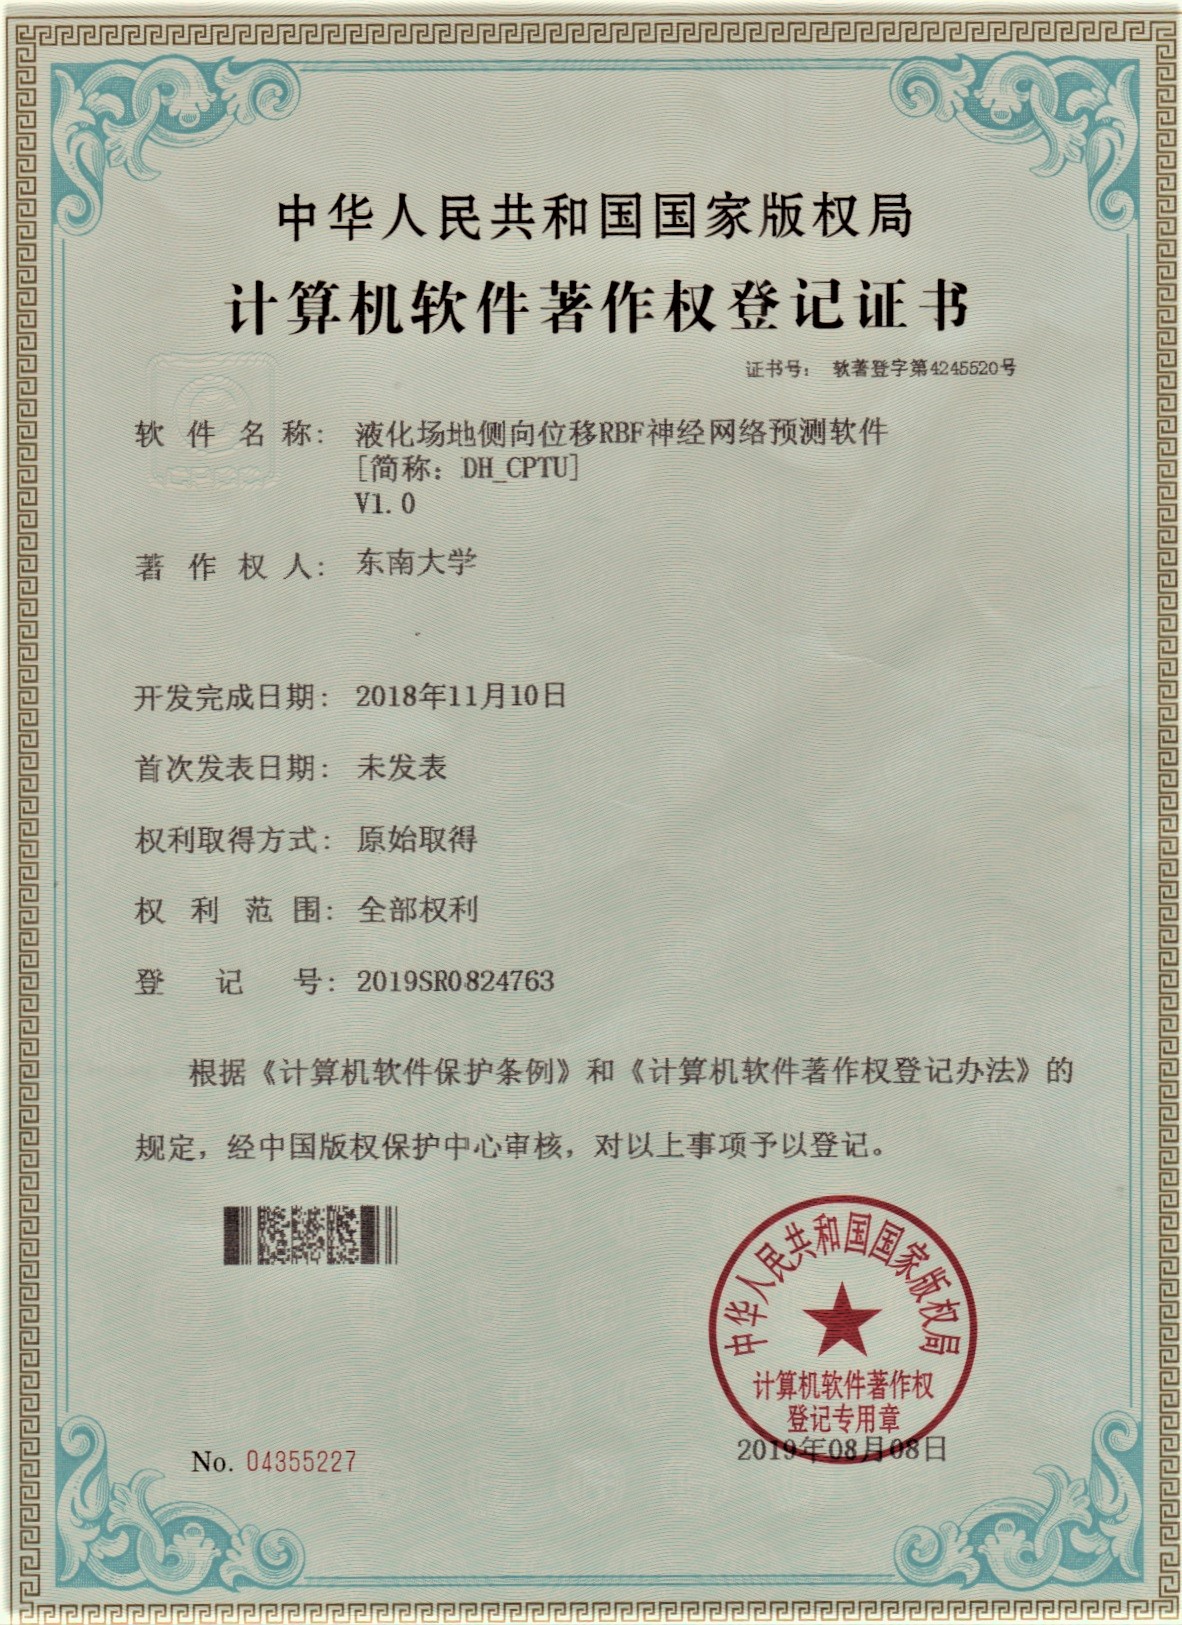 中华人民共和国国家版权局
计算机软件著作权登记证书
证书号： 软著登字第4245520号
软件名称： 液化场地侧向位移RBF神经网络预测软件
[简称：DH_CPTU]
V1.0
著作权人： 东南大学
开发完成日期： 2018年11月10日
首次发表日期： 未发表
权利取得方式： 原始取得
权利范围： 全部权利
登记号： 2019SR0824763
根据《计算机软件保护条例》和《计算机软件著作权登记办法》的
规定，经中国版权保护中心审核，对以上事项予以登记。
中华人民共和国国家版权局
计算机软件著作权
登记专用章
2019年08月08日
No. 04355227